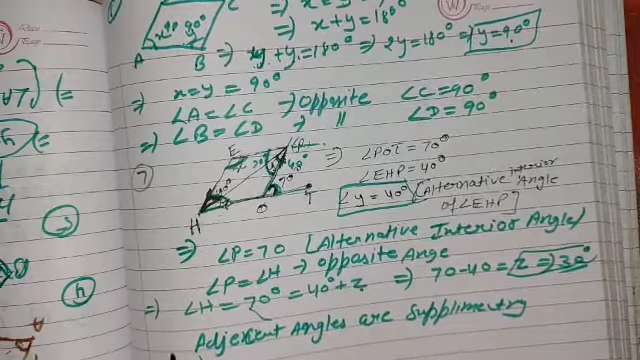 ⇒ x+y = 180°
x° 90°
A B C
⇒ x+y = 180° ⇒ 2y = 180° ⇒ y = 90°
⇒ x = y = 90°
∠A = ∠C → Opposite ∠C = 90°
⇒ ∠B = ∠D → " ∠D = 90°
7
E P
H O T
⇒ ∠POT = 70°
∠EHP = 40°
∠y = 40° [Alternative interior Angle of ∠EHP]
⇒ ∠P = 70 [Alternative Interior Angle]
∠P = ∠H → opposite Ange
⇒ ∠H = 70° = 40° + z ⇒ 70-40 = z ⇒ 30°
Adjecent Angles are Supplimentry